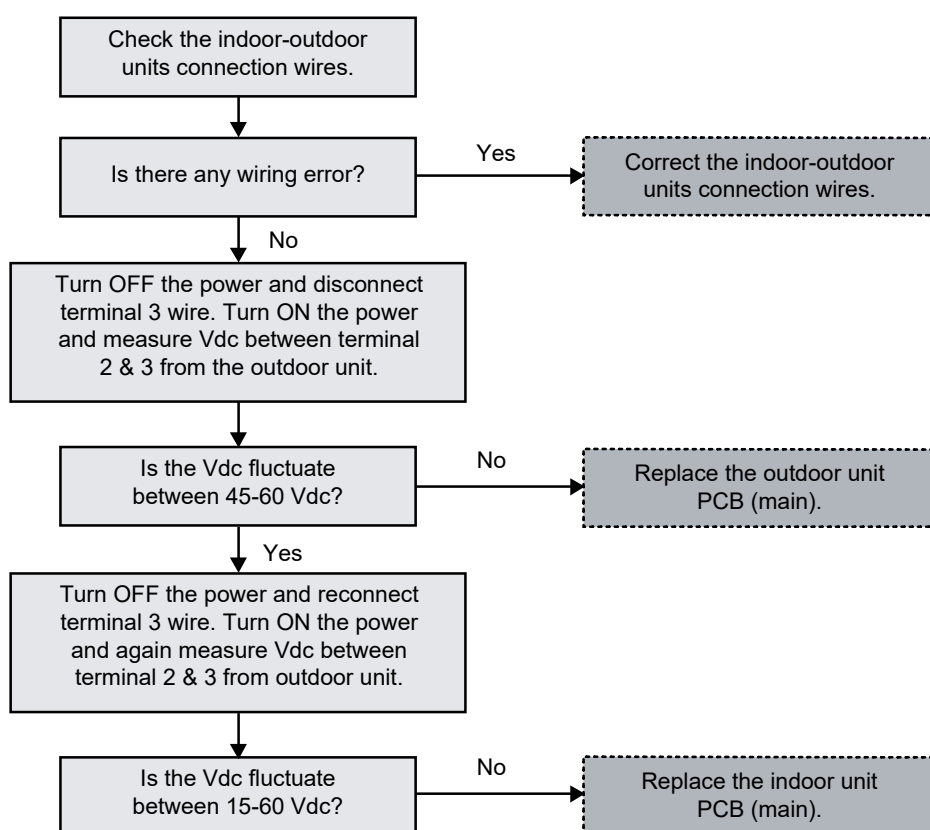 Check the indoor-outdoor
units connection wires.
Is there any wiring error?
Yes
Correct the indoor-outdoor
units connection wires.
No
Turn OFF the power and disconnect
terminal 3 wire. Turn ON the power
and measure Vdc between terminal
2 & 3 from the outdoor unit.
Is the Vdc fluctuate
between 45-60 Vdc?
No
Replace the outdoor unit
PCB (main).
Yes
Turn OFF the power and reconnect
terminal 3 wire. Turn ON the power
and again measure Vdc between
terminal 2 & 3 from outdoor unit.
Is the Vdc fluctuate
between 15-60 Vdc?
No
Replace the indoor unit
PCB (main).